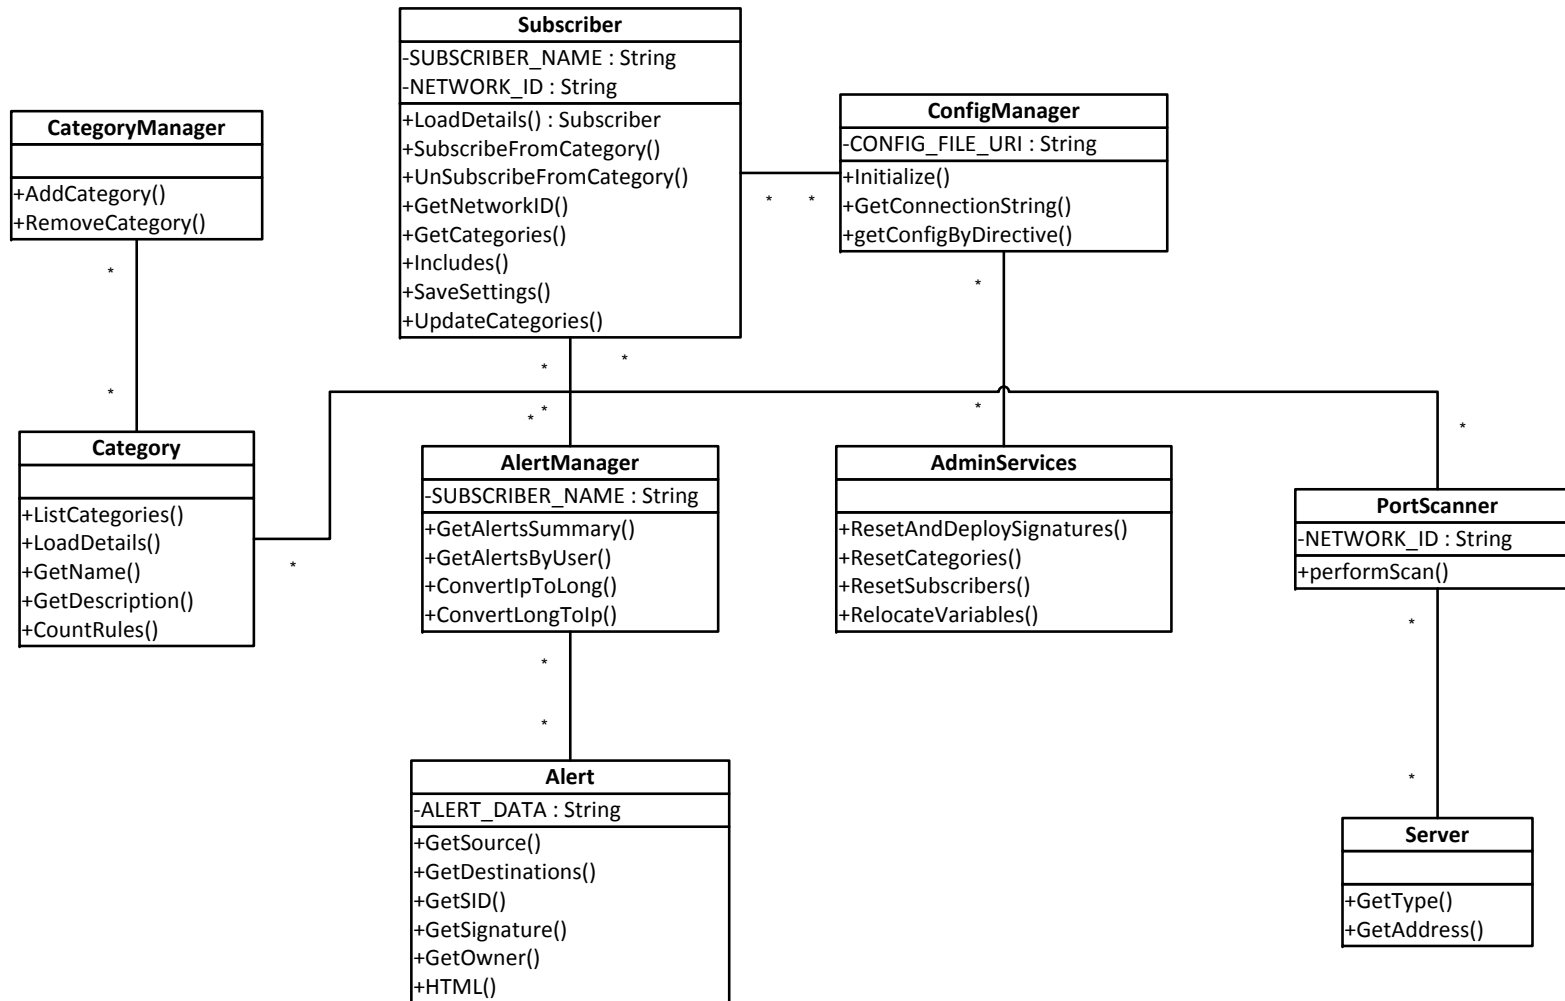 Subscriber
-SUBSCRIBER_NAME : String
-NETWORK_ID : String
+LoadDetails() : Subscriber
+SubscribeFromCategory()
+UnSubscribeFromCategory()
+GetNetworkID()
+GetCategories()
+Includes()
+SaveSettings()
+UpdateCategories()
CategoryManager
+AddCategory()
+RemoveCategory()
ConfigManager
-CONFIG_FILE_URI : String
+Initialize()
+GetConnectionString()
+getConfigByDirective()
* *
*
*
*
*
*
*
* *
*
*
*
Category
+ListCategories()
+LoadDetails()
+GetName()
+GetDescription()
+CountRules()
*
AlertManager
-SUBSCRIBER_NAME : String
+GetAlertsSummary()
+GetAlertsByUser()
+ConvertIpToLong()
+ConvertLongToIp()
AdminServices
+ResetAndDeploySignatures()
+ResetCategories()
+ResetSubscribers()
+RelocateVariables()
PortScanner
-NETWORK_ID : String
+performScan()
*
*
*
*
Alert
-ALERT_DATA : String
+GetSource()
+GetDestinations()
+GetSID()
+GetSignature()
+GetOwner()
+HTML()
Server
+GetType()
+GetAddress()